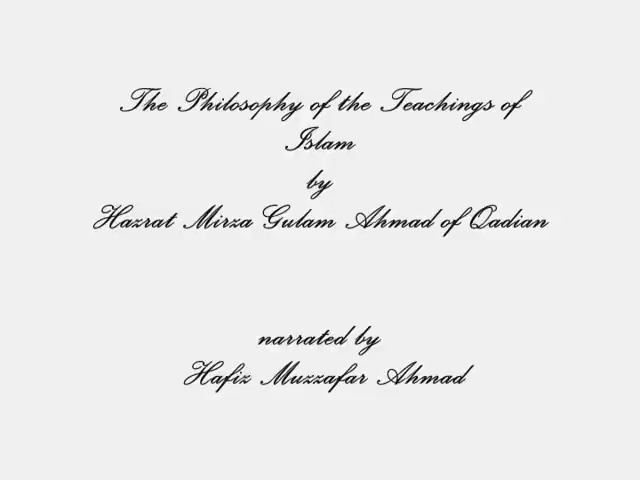 The Philosophy of the Teachings of
Islam
by
Hazrat Mirza Gulam Ahmad of Qadian
narrated by
Hafiz Muzzafar Ahmad